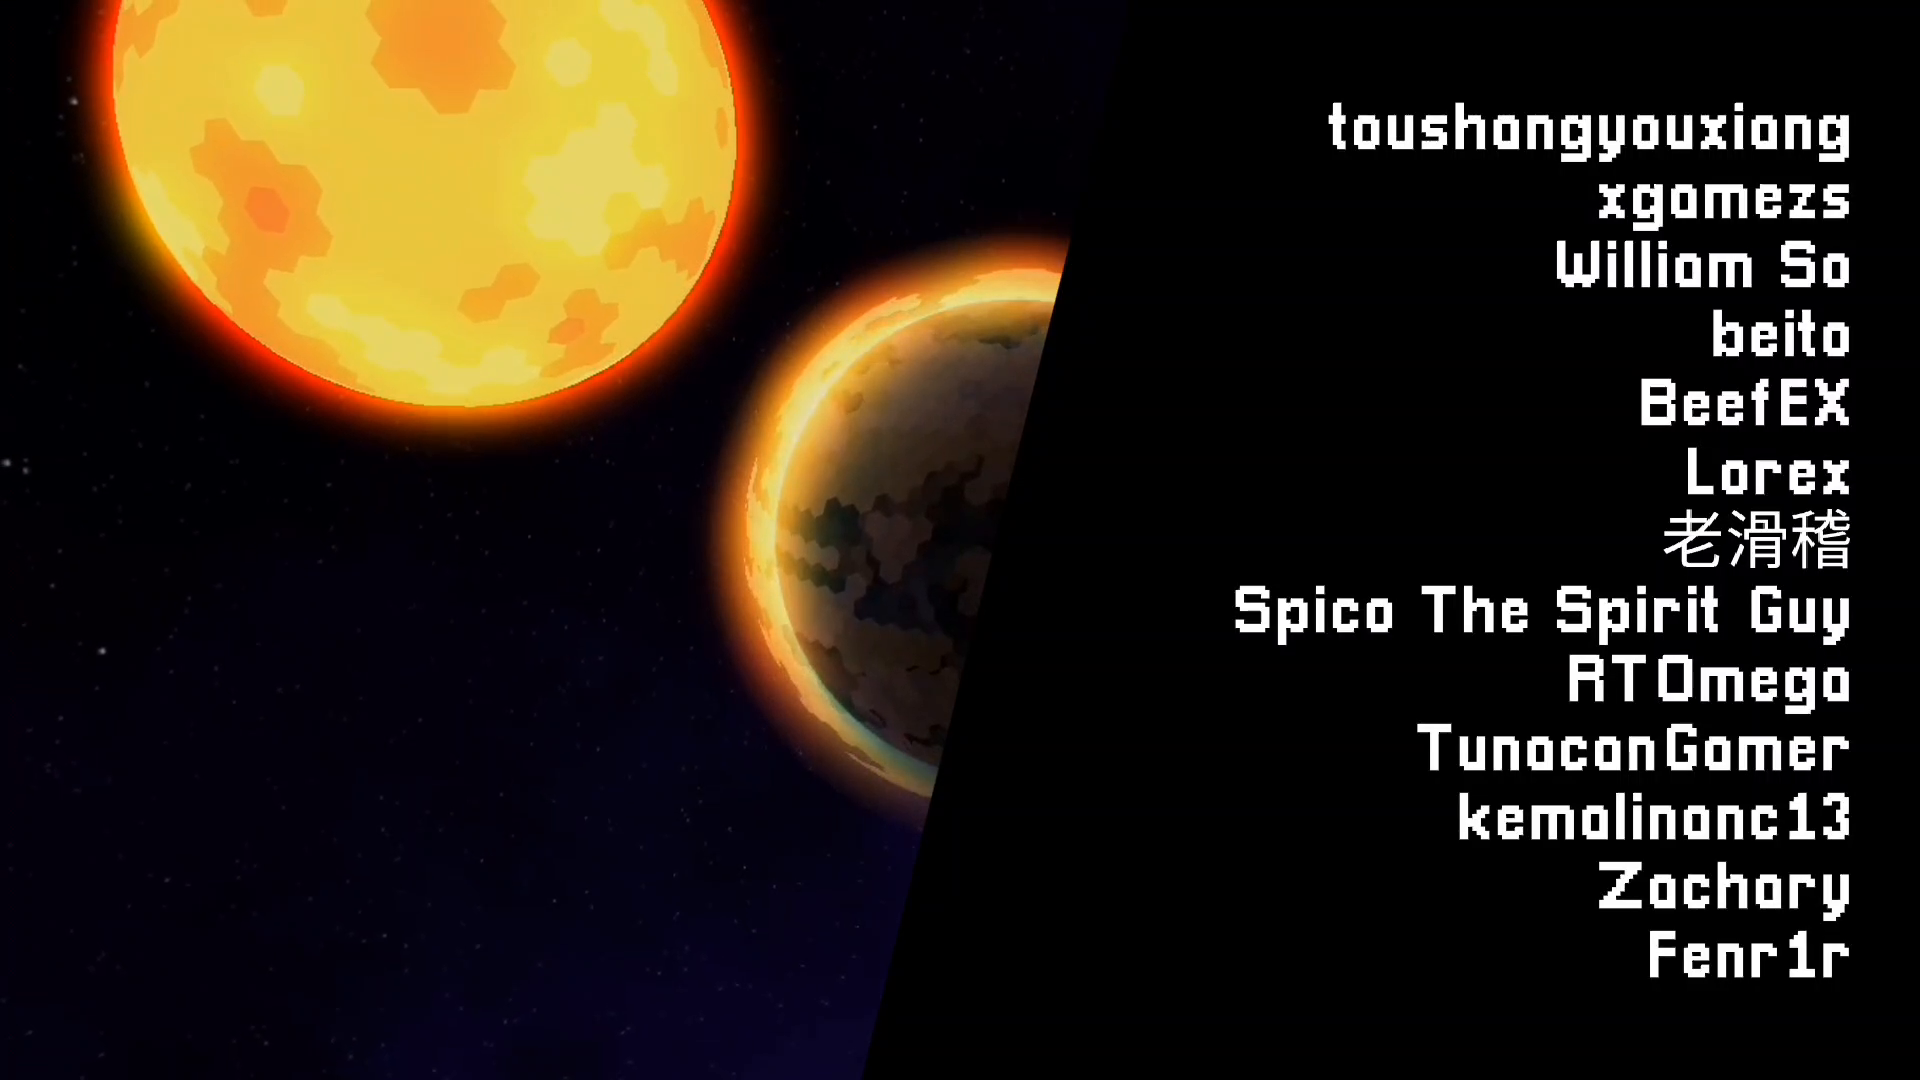 toushangyouxiang
xgamezs
William So
beito
BeefEX
Lorex
老滑稽
Spico The Spirit Guy
RTOmega
TunacanGamer
kemalinanc13
Zachary
Fenr1r